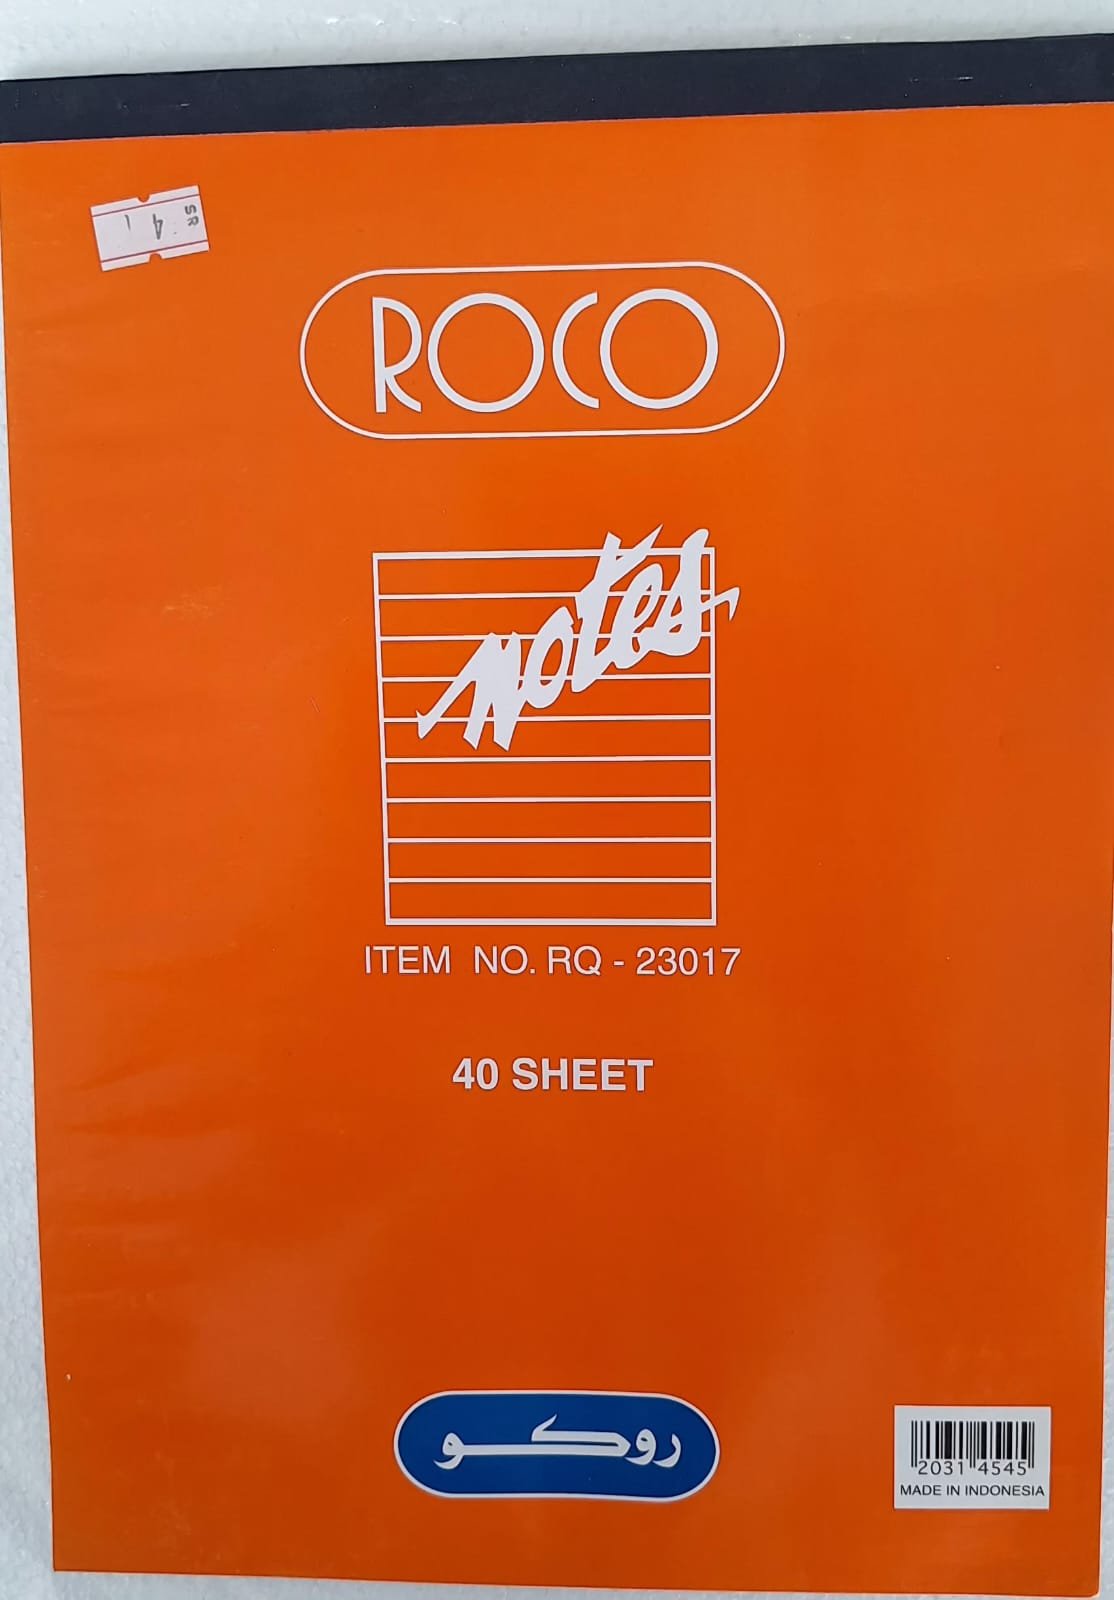 SR
4
ROCO
notes
ITEM NO. RQ - 23017
40 SHEET
روكو
2031 4545
MADE IN INDONESIA